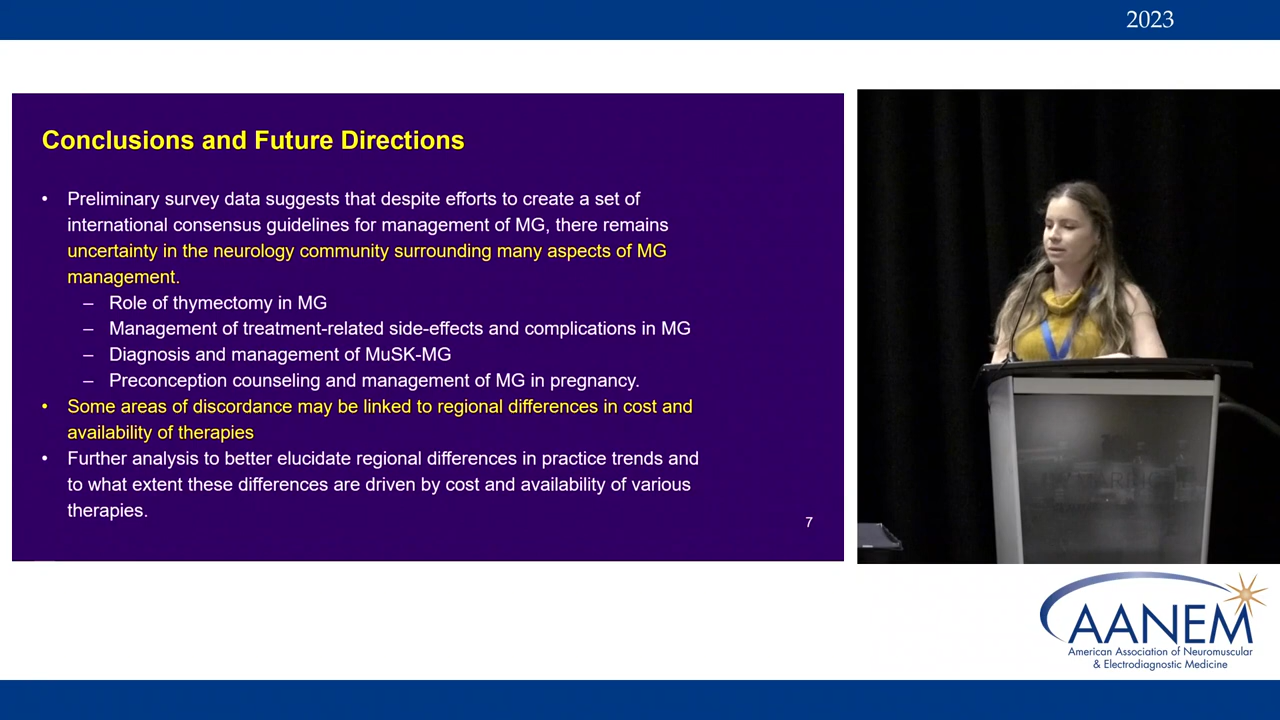 2023
Conclusions and Future Directions
• Preliminary survey data suggests that despite efforts to create a set of
international consensus guidelines for management of MG, there remains
uncertainty in the neurology community surrounding many aspects of MG
management.
– Role of thymectomy in MG
– Management of treatment-related side-effects and complications in MG
– Diagnosis and management of MuSK-MG
– Preconception counseling and management of MG in pregnancy.
• Some areas of discordance may be linked to regional differences in cost and
availability of therapies
• Further analysis to better elucidate regional differences in practice trends and
to what extent these differences are driven by cost and availability of various
therapies.
7
AANEM
American Association of Neuromuscular
& Electrodiagnostic Medicine